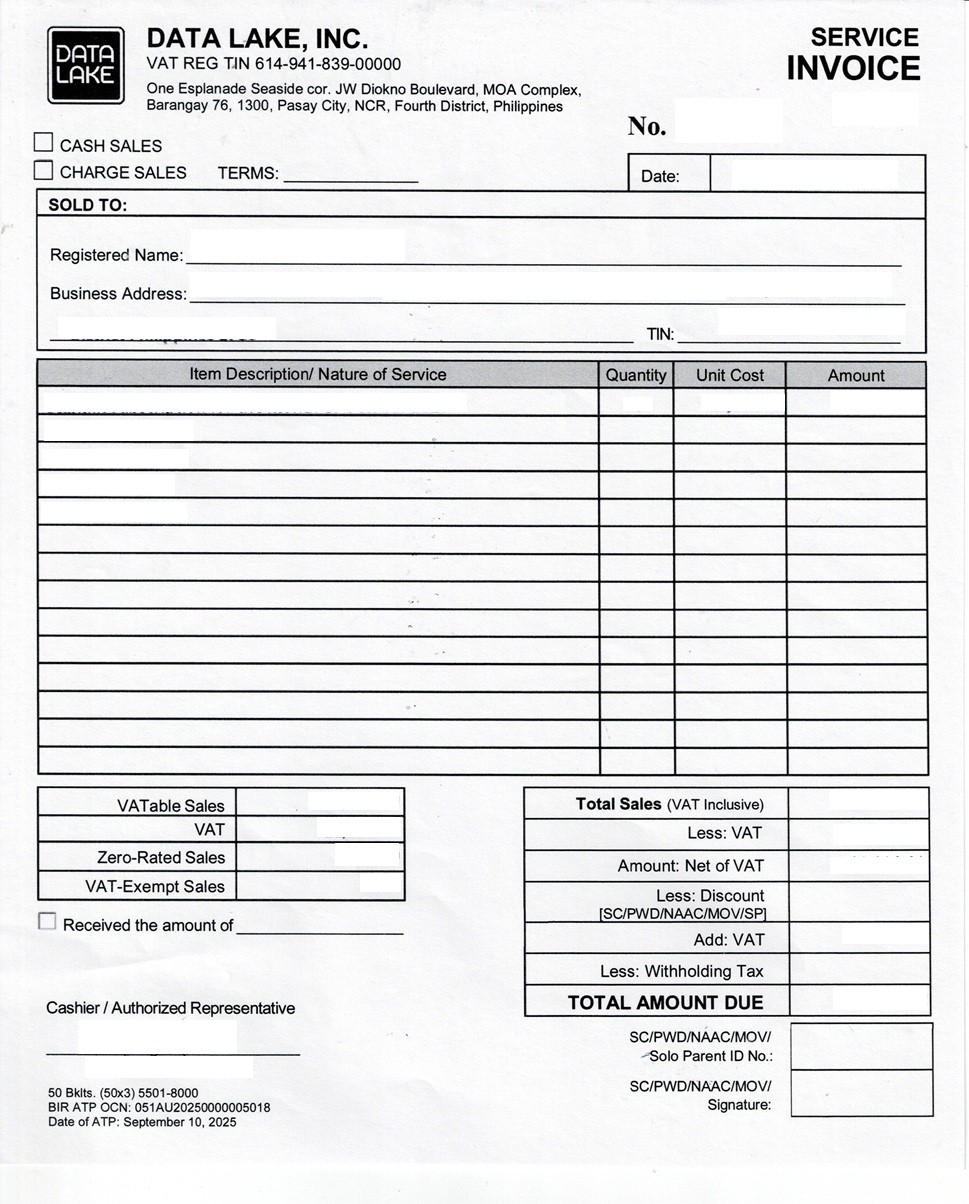 DATA LAKE
DATA LAKE, INC.
VAT REG TIN 614-941-839-00000
One Esplanade Seaside cor. JW Diokno Boulevard, MOA Complex,
Barangay 76, 1300, Pasay City, NCR, Fourth District, Philippines
SERVICE
INVOICE
No.
CASH SALES
CHARGE SALES TERMS:
Date:
SOLD TO:
Registered Name:
Business Address:
TIN:
Item Description/ Nature of Service Quantity Unit Cost Amount
VATable Sales
VAT
Zero-Rated Sales
VAT-Exempt Sales
Received the amount of
Total Sales (VAT Inclusive)
Less: VAT
Amount: Net of VAT
Less: Discount
[SC/PWD/NAAC/MOV/SP]
Add: VAT
Less: Withholding Tax
TOTAL AMOUNT DUE
Cashier / Authorized Representative
SC/PWD/NAAC/MOV/
Solo Parent ID No.:
SC/PWD/NAAC/MOV/
Signature:
50 Bklts. (50x3) 5501-8000
BIR ATP OCN: 051AU20250000005018
Date of ATP: September 10, 2025